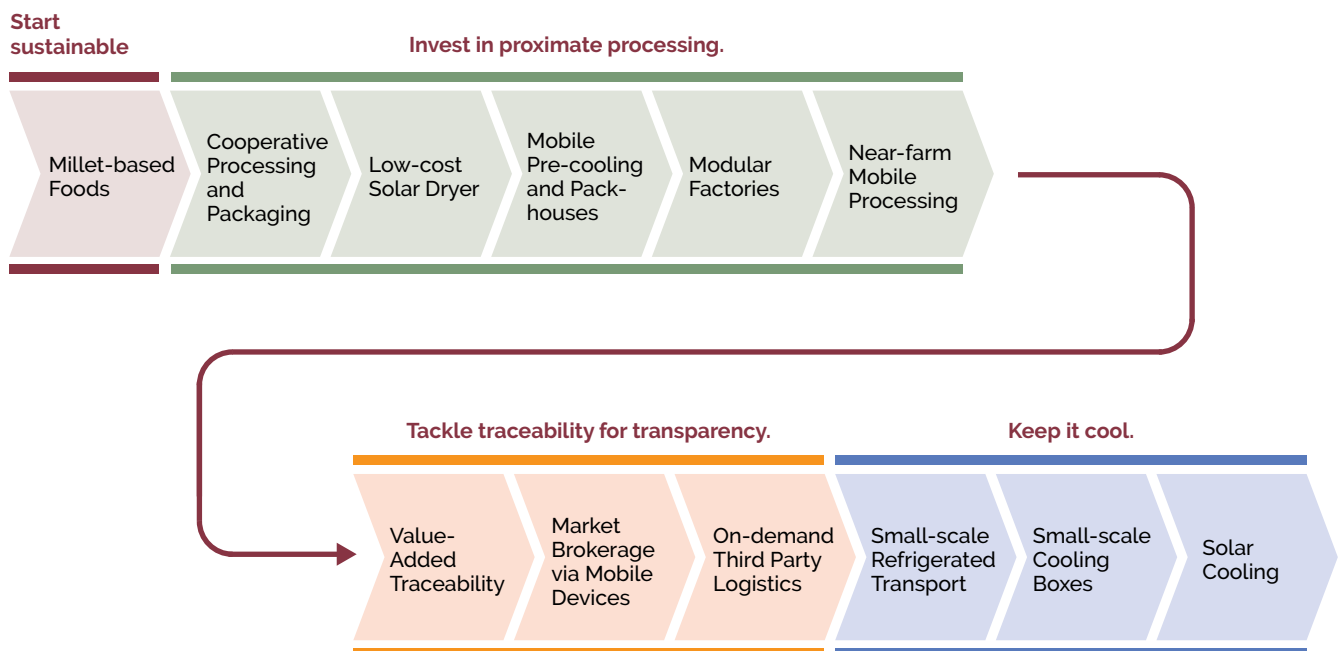 Start
sustainable
Invest in proximate processing.
Millet-based
Foods
Cooperative
Processing
and
Packaging
Low-cost
Solar Dryer
Mobile
Pre-cooling
and Pack-
houses
Modular
Factories
Near-farm
Mobile
Processing
Tackle traceability for transparency.
Keep it cool.
Value-
Added
Traceability
Market
Brokerage
via Mobile
Devices
On-demand
Third Party
Logistics
Small-scale
Refrigerated
Transport
Small-scale
Cooling
Boxes
Solar
Cooling